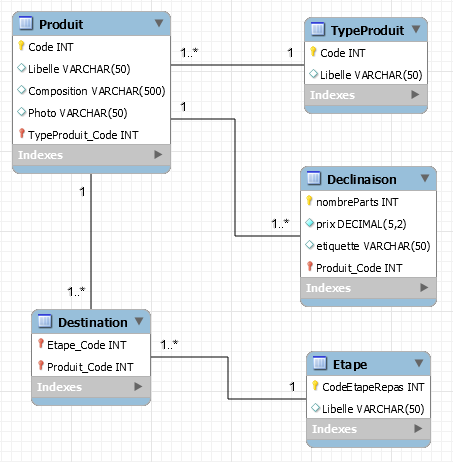 Produit
Code INT
Libelle VARCHAR(50)
Composition VARCHAR(500)
Photo VARCHAR(50)
TypeProduit_Code INT
Indexes
1..*
1
TypeProduit
Code INT
Libelle VARCHAR(50)
Indexes
1
1..*
Declinaison
nombreParts INT
prix DECIMAL(5,2)
etiquette VARCHAR(50)
Produit_Code INT
Indexes
1
1..*
Destination
Etape_Code INT
Produit_Code INT
Indexes
1..*
1
Etape
CodeEtapeRepas INT
Libelle VARCHAR(50)
Indexes